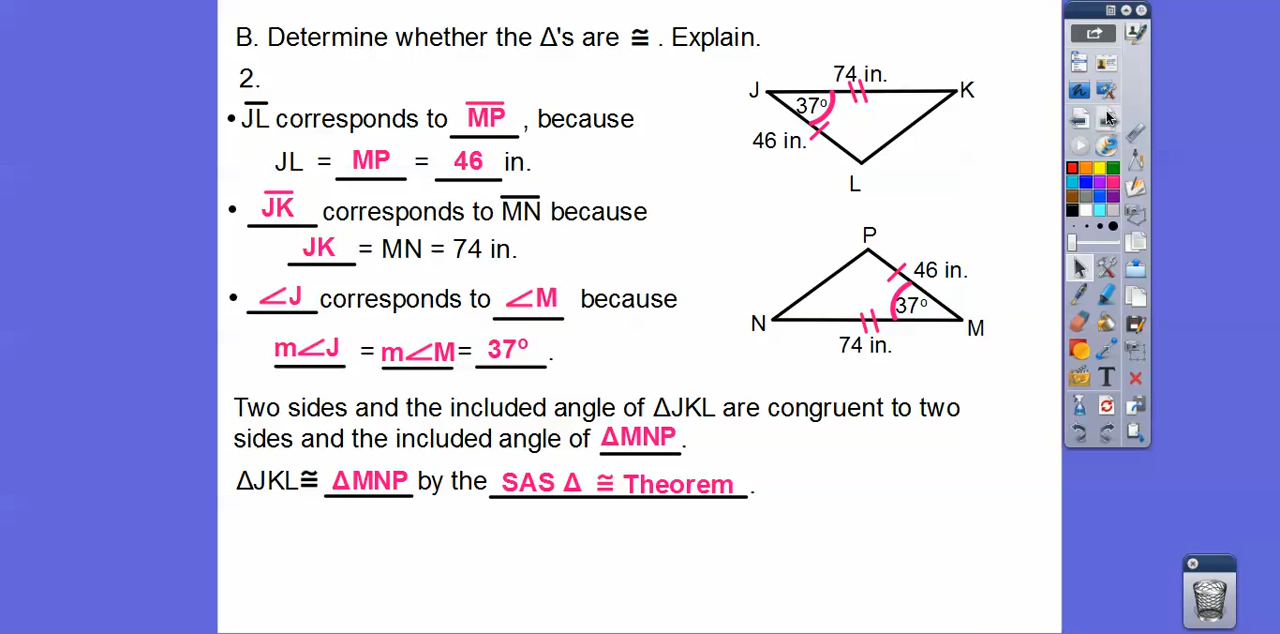 B. Determine whether the Δ's are ≅ . Explain.
2.
• JL corresponds to MP , because
JL = MP = 46 in.
• JK corresponds to MN because
JK = MN = 74 in.
• ∠J corresponds to ∠M because
m∠J = m∠M = 37º .
Two sides and the included angle of ΔJKL are congruent to two
sides and the included angle of ΔMNP .
ΔJKL≅ ΔMNP by the SAS Δ ≅ Theorem .
74 in.
J
K
37º
46 in.
L
P
46 in.
37º
N
M
74 in.
T